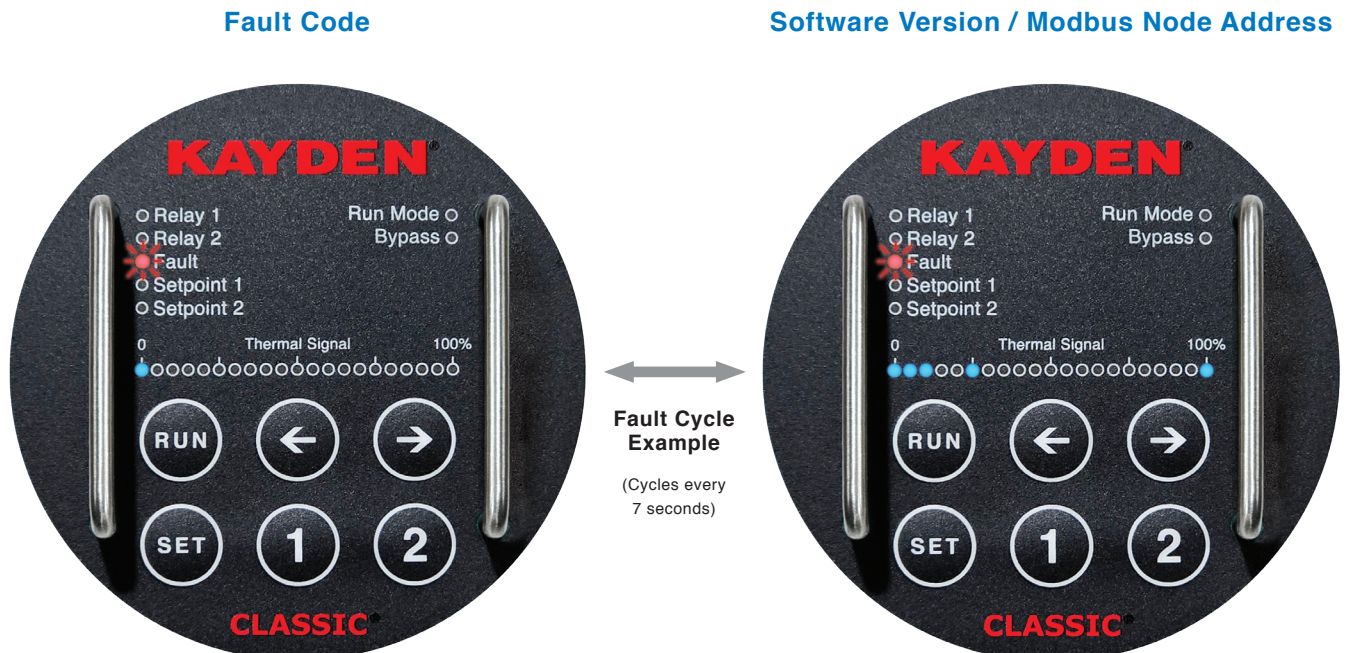 Fault Code
Software Version / Modbus Node Address
KAYDEN®
Relay 1
Run Mode
Relay 2
Bypass
Fault
Setpoint 1
Setpoint 2
0 Thermal Signal 100%
RUN ← →
SET 1 2
CLASSIC®
Fault Cycle
Example
(Cycles every
7 seconds)
KAYDEN®
Relay 1
Run Mode
Relay 2
Bypass
Fault
Setpoint 1
Setpoint 2
0 Thermal Signal 100%
RUN ← →
SET 1 2
CLASSIC®